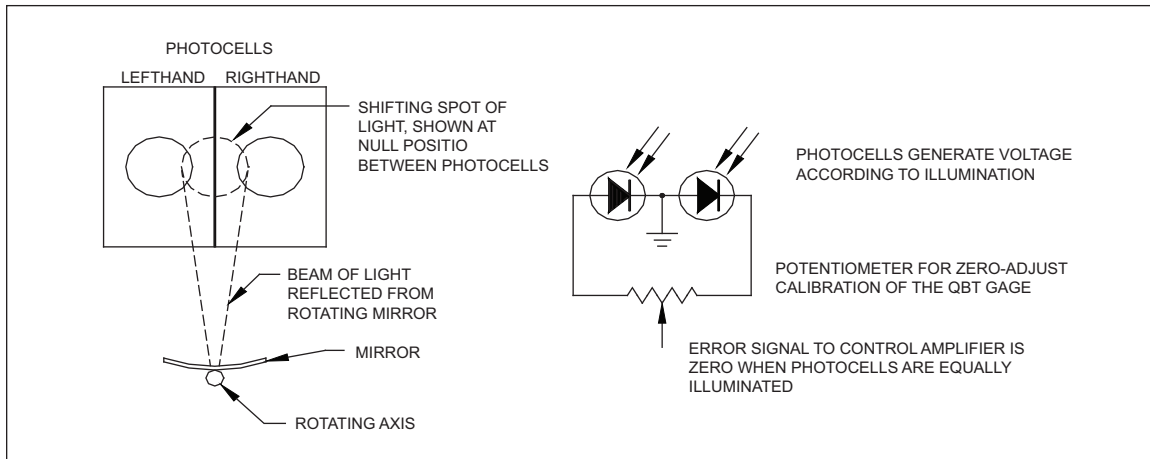 PHOTOCELLS
LEFTHAND RIGHTHAND
SHIFTING SPOT OF
LIGHT, SHOWN AT
NULL POSITIO
BETWEEN PHOTOCELLS
BEAM OF LIGHT
REFLECTED FROM
ROTATING MIRROR
MIRROR
ROTATING AXIS
PHOTOCELLS GENERATE VOLTAGE
ACCORDING TO ILLUMINATION
POTENTIOMETER FOR ZERO-ADJUST
CALIBRATION OF THE QBT GAGE
ERROR SIGNAL TO CONTROL AMPLIFIER IS
ZERO WHEN PHOTOCELLS ARE EQUALLY
ILLUMINATED